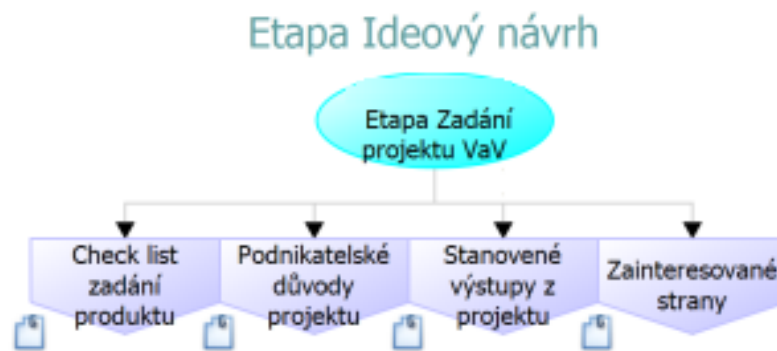 Etapa Ideový návrh
Etapa Zadání
projektu VaV
Check list
zadání
produktu
Podnikatelské
důvody
projektu
Stanovené
výstupy z
projektu
Zainteresované
strany